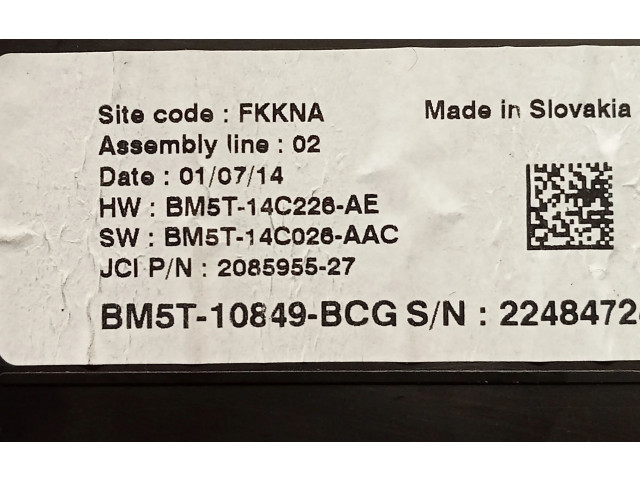 Site code : FKKNA
Made in Slovakia
Assembly line : 02
Date : 01/07/14
HW : BM5T-14C226-AE
SW : BM5T-14C026-AAC
JCI P/N : 2085955-27
BM5T-10849-BCG S/N : 2248472